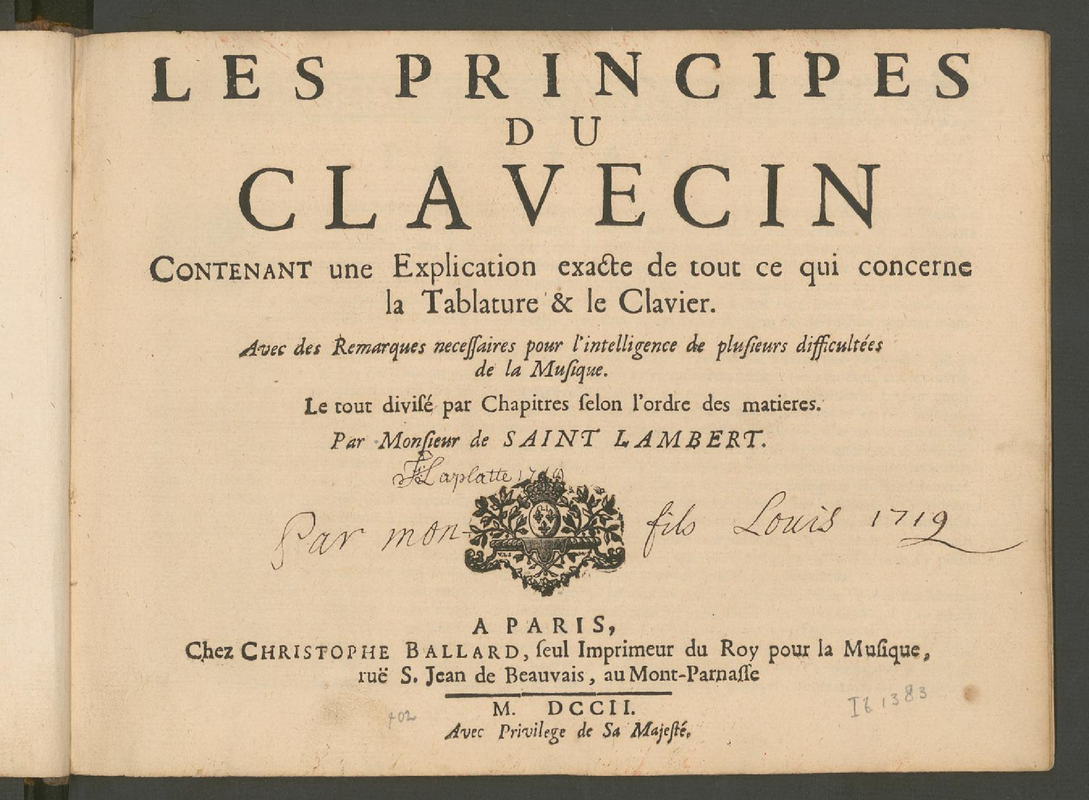 LES PRINCIPES
DU
CLAVECIN
CONTENANT une Explication exacte de tout ce qui concerne
la Tablature & le Clavier.
Avec des Remarques neceſſaires pour l'intelligence de pluſieurs difficultées
de la Muſique.
Le tout diviſé par Chapitres ſelon l'ordre des matieres.
Par Monſieur de SAINT LAMBERT.
Laplatte
Par mon fils Louis 1719
A PARIS,
Chez CHRISTOPHE BALLARD, ſeul Imprimeur du Roy pour la Muſique,
ruë S. Jean de Beauvais, au Mont-Parnaſſe
M. DCCII.
Avec Privilege de Sa Majeſté.
402
I61383